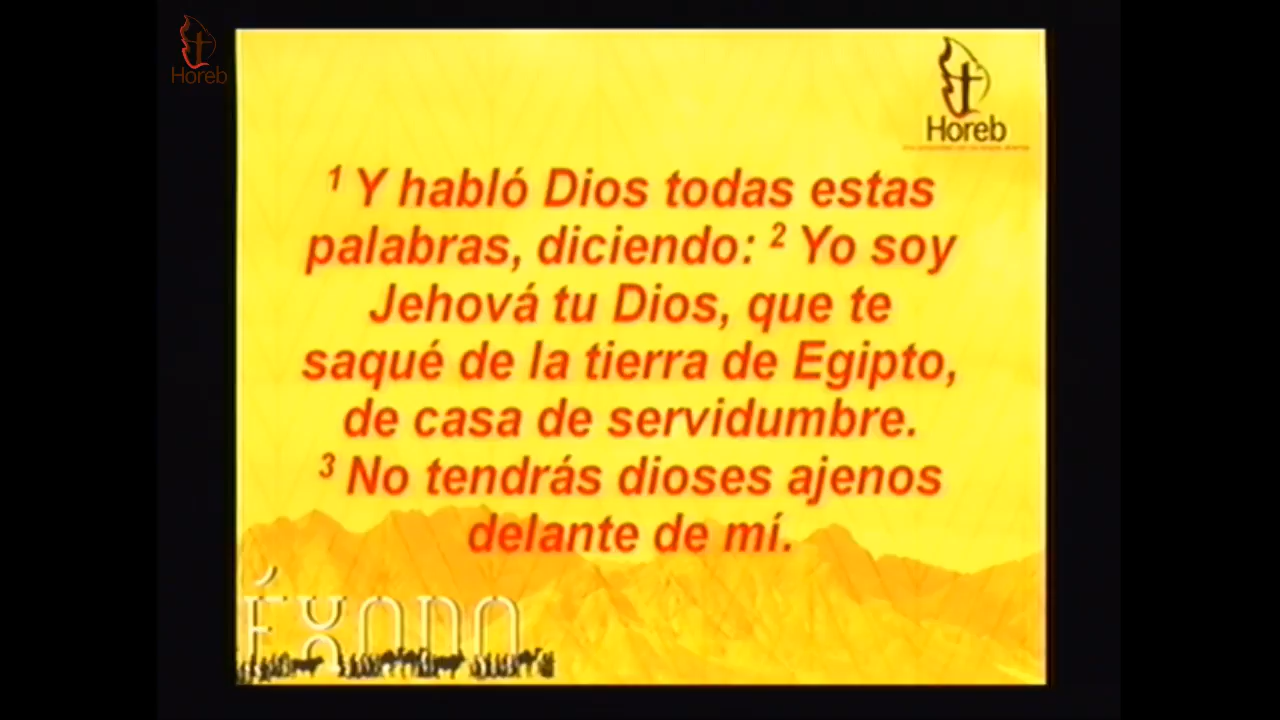 Horeb
Horeb
¹ Y habló Dios todas estas
palabras, diciendo: ² Yo soy
Jehová tu Dios, que te
saqué de la tierra de Egipto,
de casa de servidumbre.
³ No tendrás dioses ajenos
delante de mí.
ÉXODO